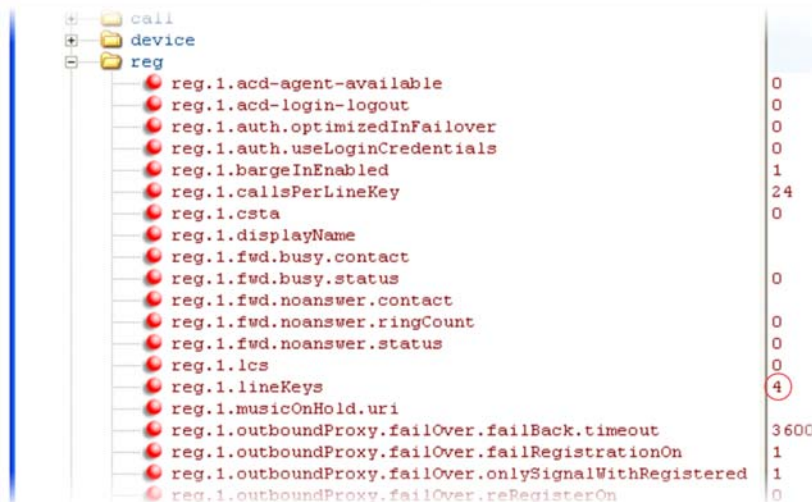 call
device
reg
reg.1.acd-agent-available 0
reg.1.acd-login-logout 0
reg.1.auth.optimizedInFailover 0
reg.1.auth.useLoginCredentials 0
reg.1.bargeInEnabled 1
reg.1.callsPerLineKey 24
reg.1.csta 0
reg.1.displayName
reg.1.fwd.busy.contact
reg.1.fwd.busy.status 0
reg.1.fwd.noanswer.contact
reg.1.fwd.noanswer.ringCount 0
reg.1.fwd.noanswer.status 0
reg.1.lcs 0
reg.1.lineKeys 4
reg.1.musicOnHold.uri
reg.1.outboundProxy.failOver.failBack.timeout 3600
reg.1.outboundProxy.failOver.failRegistrationOn 1
reg.1.outboundProxy.failOver.onlySignalWithRegistered 1
reg.1.outboundProxy.failOver.reRegisterOn 0